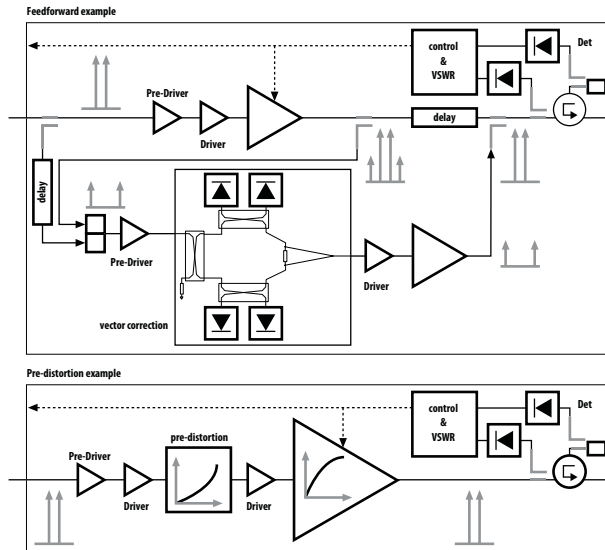 Feedforward example
control
&
VSWR
Det
Pre-Driver
Driver
delay
delay
Pre-Driver
Driver
vector correction
Pre-distortion example
control
&
VSWR
Det
pre-distortion
Pre-Driver
Driver
Driver